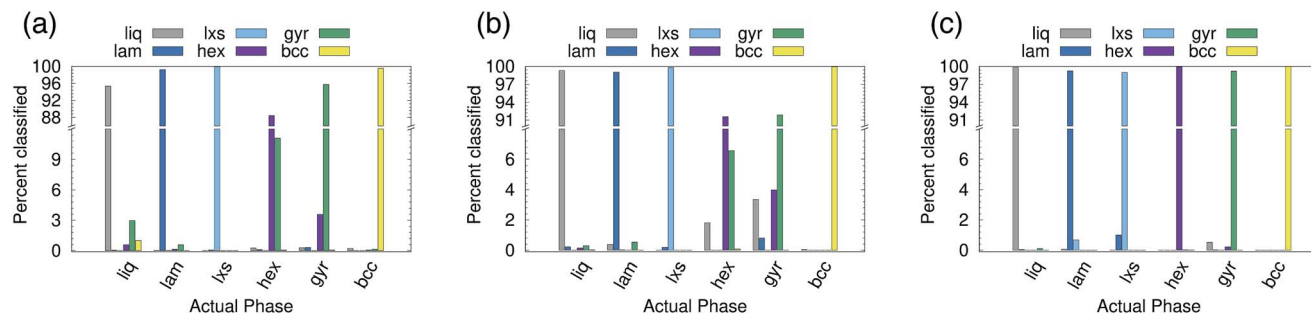 (a)
liq lxs gyr
lam hex bcc
Percent classified
100
96
92
88
9
6
3
0
liq lam lxs hex gyr bcc
Actual Phase
(b)
liq lxs gyr
lam hex bcc
Percent classified
100
97
94
91
6
4
2
0
liq lam lxs hex gyr bcc
Actual Phase
(c)
liq lxs gyr
lam hex bcc
Percent classified
100
97
94
91
6
4
2
0
liq lam lxs hex gyr bcc
Actual Phase